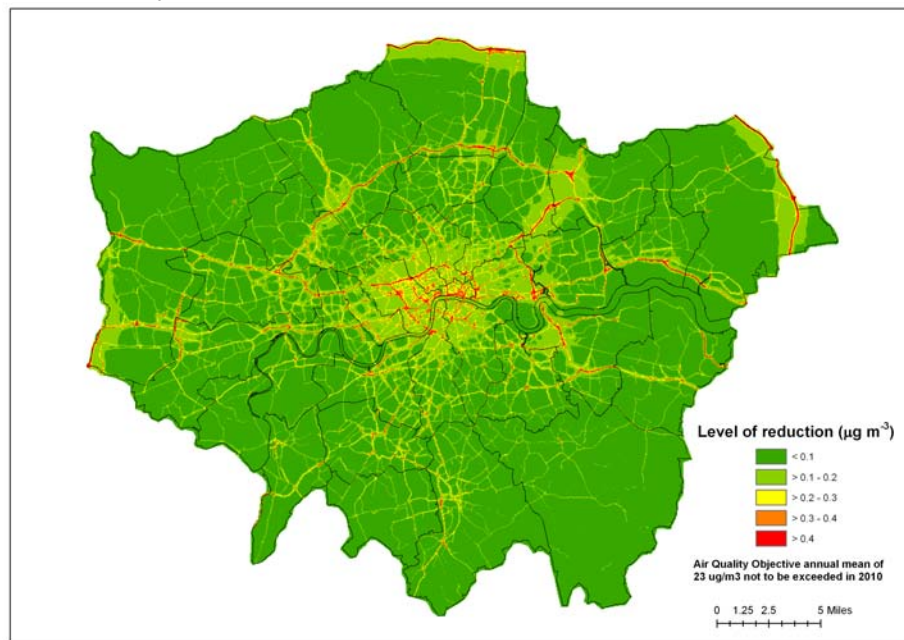 Level of reduction (µg m⁻³)
< 0.1
> 0.1 - 0.2
> 0.2 - 0.3
> 0.3 - 0.4
> 0.4
Air Quality Objective annual mean of
23 ug/m3 not to be exceeded in 2010
0 1.25 2.5 5 Miles